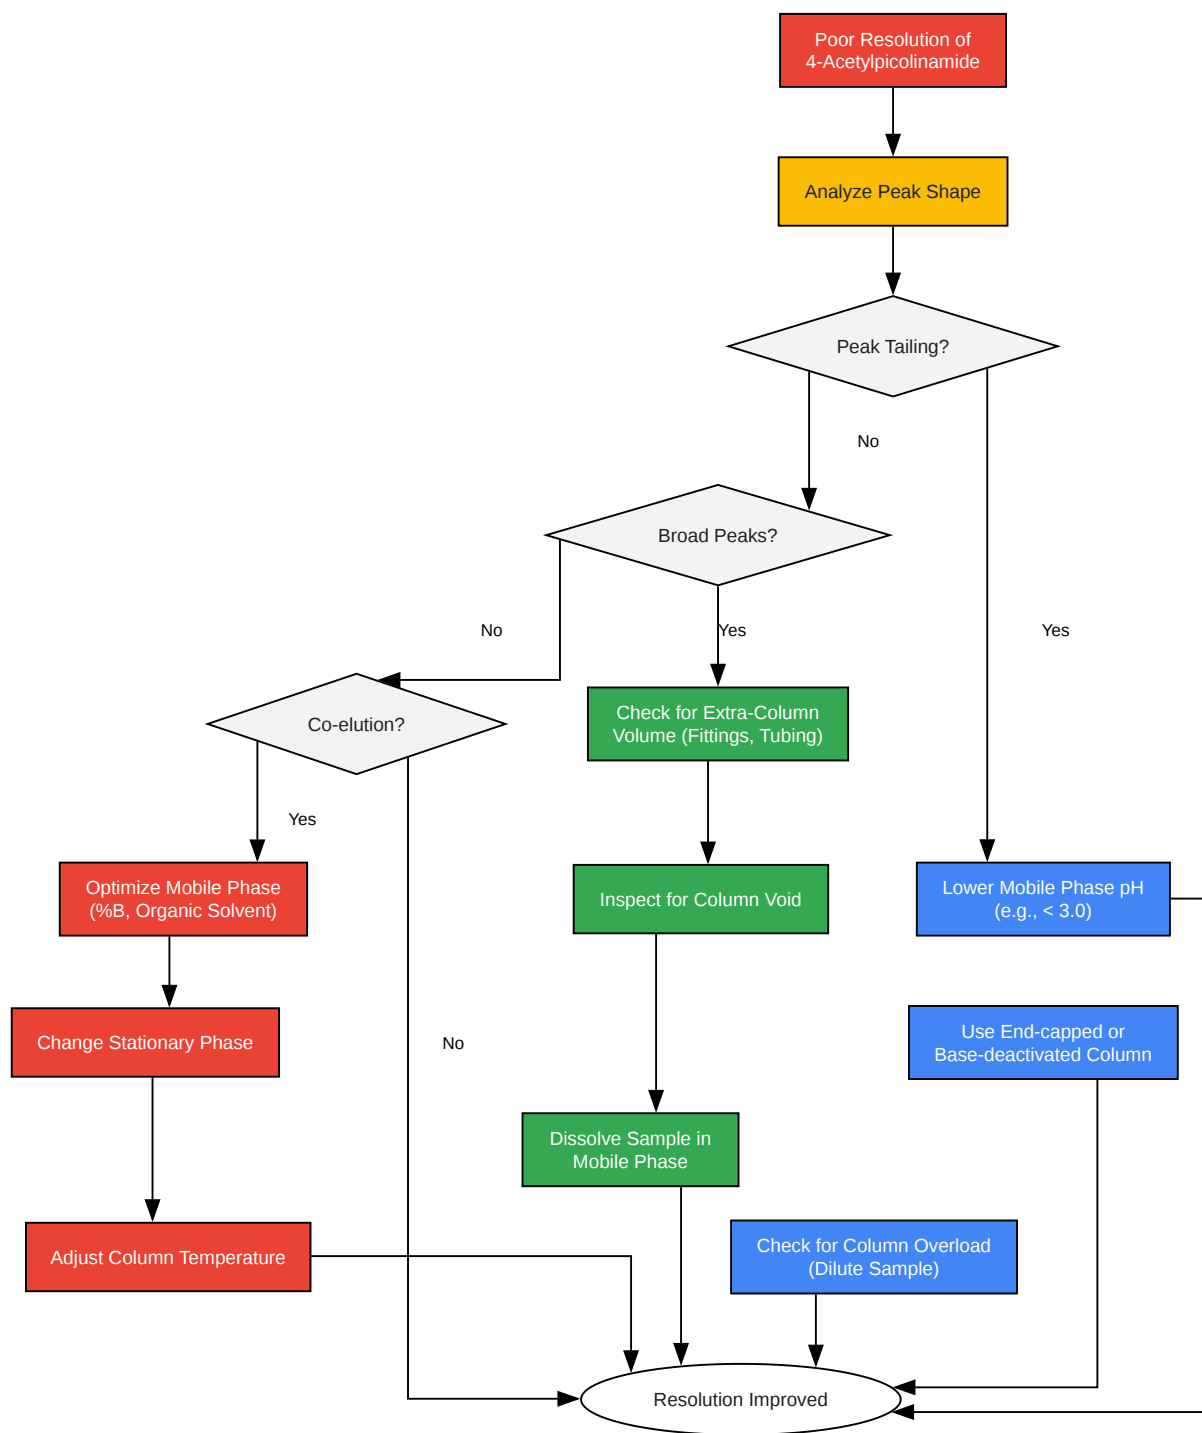 Poor Resolution of
4-Acetylpicolinamide
Analyze Peak Shape
Peak Tailing?
No
Broad Peaks?
No
Yes
Yes
Check for Extra-Column
Volume (Fittings, Tubing)
Co-elution?
Yes
Optimize Mobile Phase
(%B, Organic Solvent)
Inspect for Column Void
Lower Mobile Phase pH
(e.g., < 3.0)
Change Stationary Phase
No
Use End-capped or
Base-deactivated Column
Dissolve Sample in
Mobile Phase
Adjust Column Temperature
Check for Column Overload
(Dilute Sample)
Resolution Improved